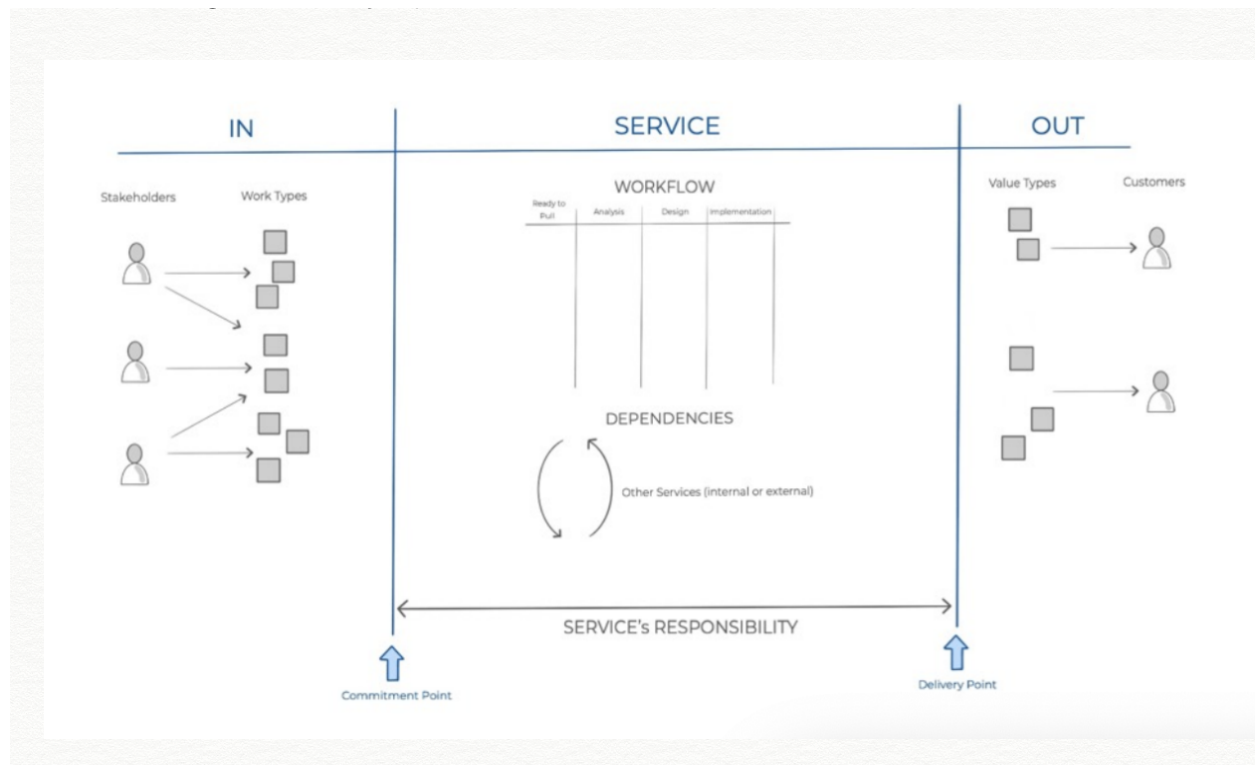 IN
SERVICE
OUT
Stakeholders
Work Types
WORKFLOW
Ready to
Pull
Analysis
Design
Implementation
Value Types
Customers
DEPENDENCIES
Other Services (internal or external)
SERVICE's RESPONSIBILITY
Commitment Point
Delivery Point